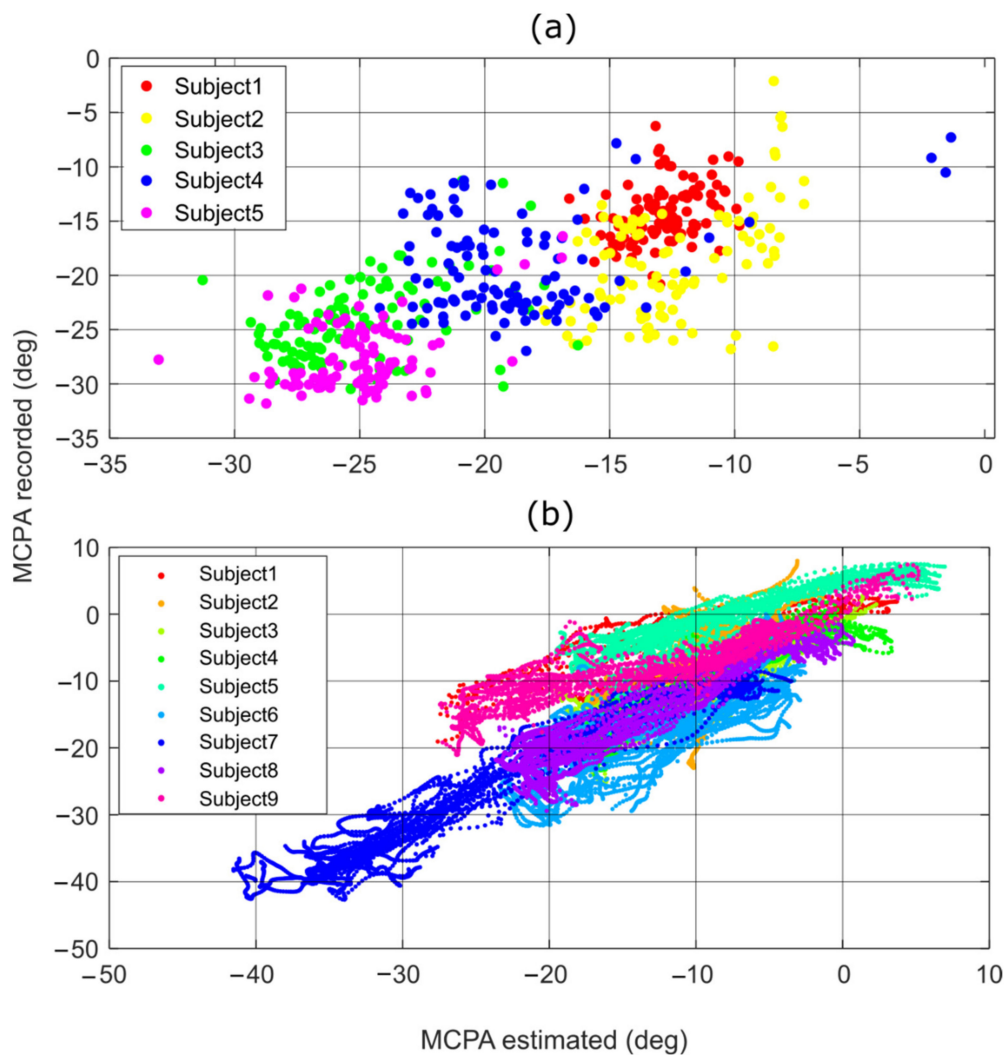 (a)
0
−5
−10
−15
−20
−25
−30
−35
Subject1
Subject2
Subject3
Subject4
Subject5
−35 −30 −25 −20 −15 −10 −5 0
MCPA recorded (deg)
(b)
10
0
−10
−20
−30
−40
−50
Subject1
Subject2
Subject3
Subject4
Subject5
Subject6
Subject7
Subject8
Subject9
−50 −40 −30 −20 −10 0 10
MCPA estimated (deg)